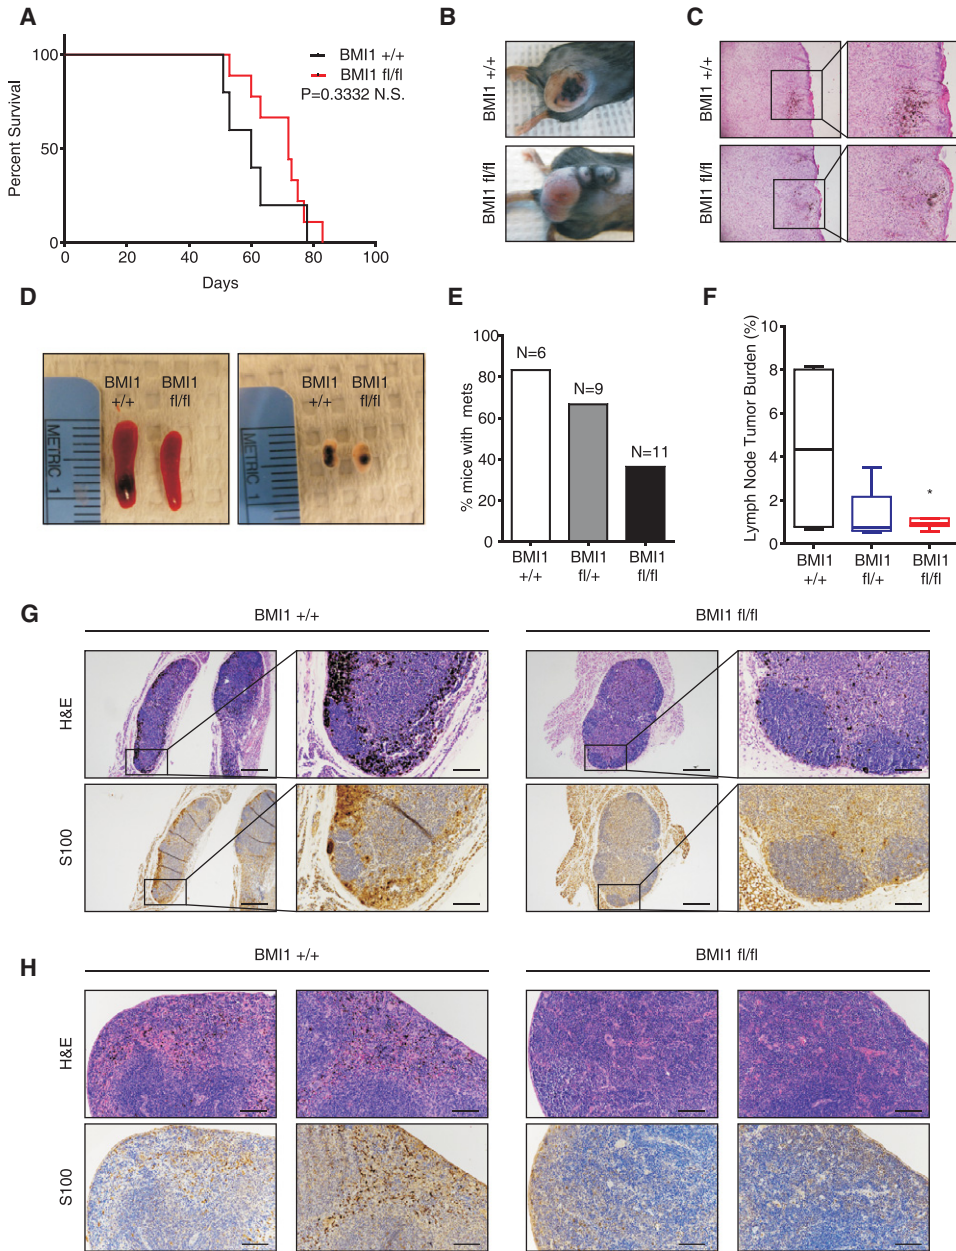 A
Percent Survival
100
50
0
0 20 40 60 80 100
Days
BMI1 +/+
BMI1 fl/fl
P=0.3332 N.S.
B
BMI1 +/+
BMI1 fl/fl
C
BMI1 +/+
BMI1 fl/fl
D
METRIC 1
BMI1
+/+
BMI1
fl/fl
METRIC 1
BMI1
+/+
BMI1
fl/fl
E
% mice with mets
100
80
60
40
20
0
N=6
N=9
N=11
BMI1
+/+
BMI1
fl/+
BMI1
fl/fl
F
Lymph Node Tumor Burden (%)
10
8
6
4
2
0
*
BMI1
+/+
BMI1
fl/+
BMI1
fl/fl
G
BMI1 +/+
BMI1 fl/fl
H&E
S100
H
BMI1 +/+
BMI1 fl/fl
H&E
S100